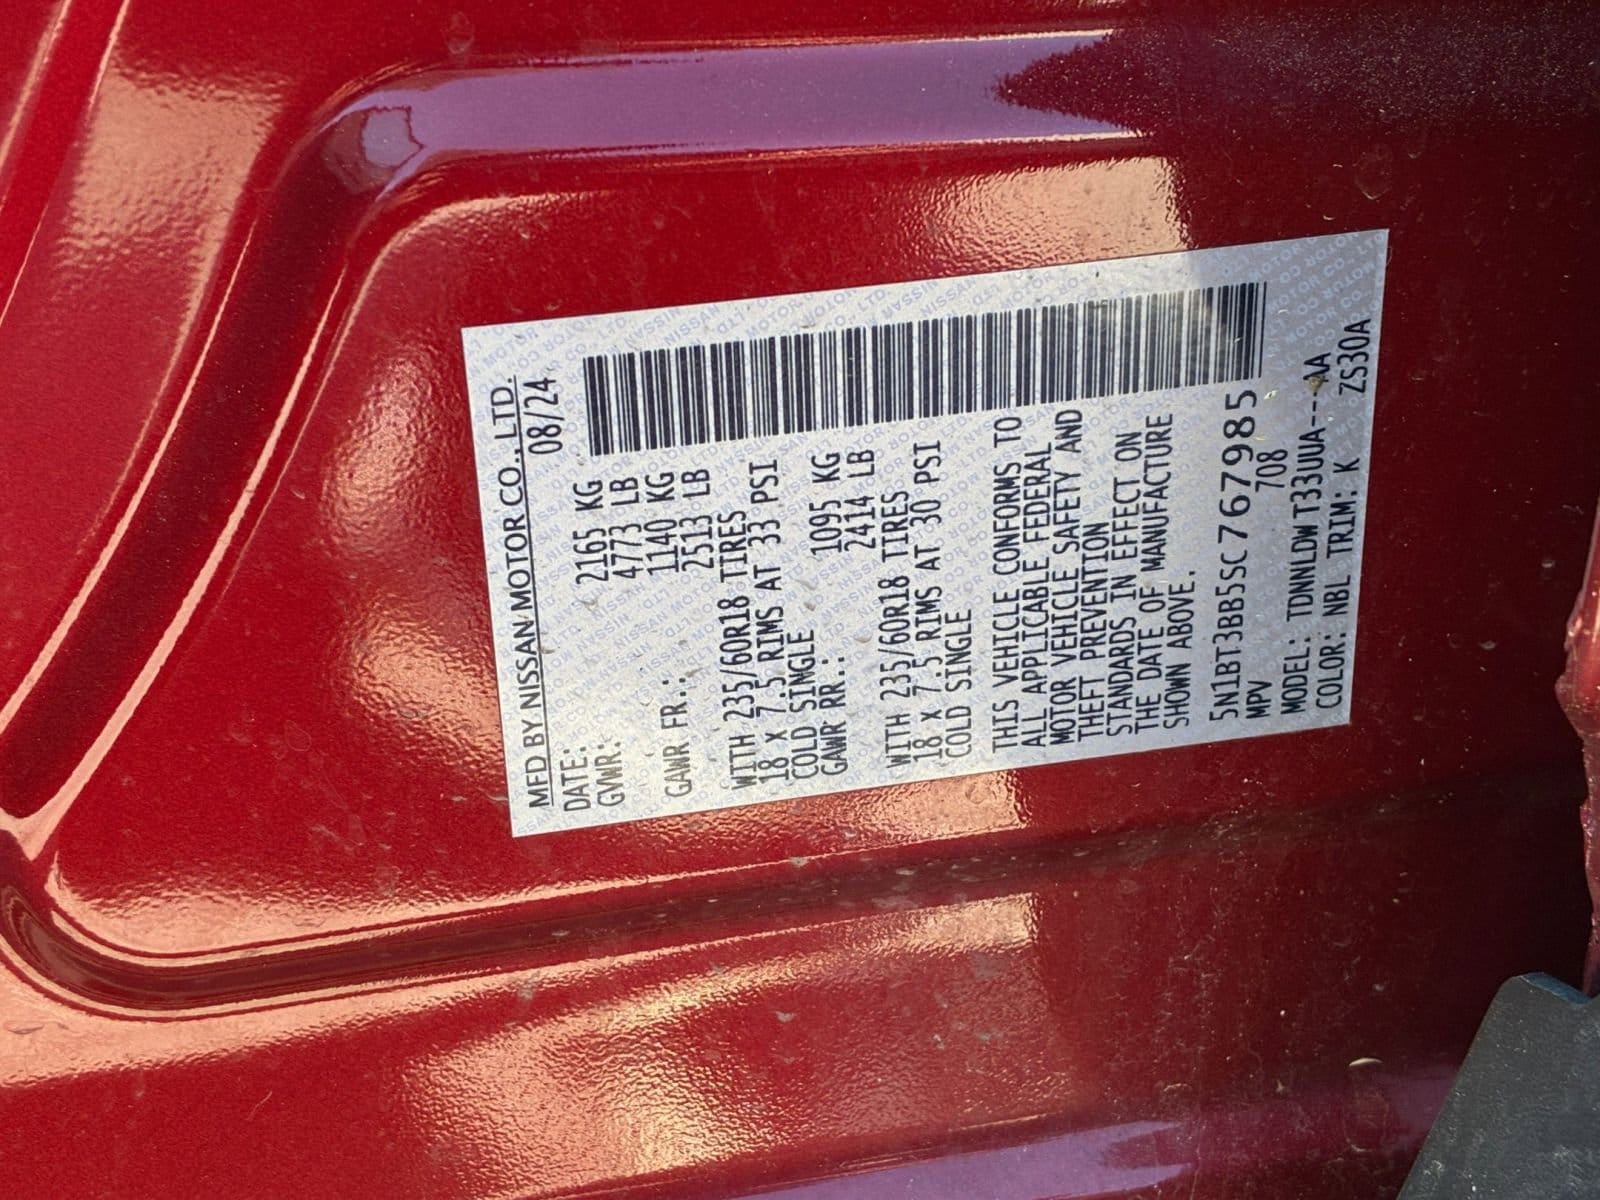 MFD BY NISSAN MOTOR CO., LTD.
DATE: 08/24
GVWR: 2165 KG
4773 LB
GAWR FR.: 1140 KG
2513 LB
WITH 235/60R18 TIRES
18 X 7.5 RIMS AT 33 PSI
COLD SINGLE
GAWR RR.: 1095 KG
2414 LB
WITH 235/60R18 TIRES
18 X 7.5 RIMS AT 30 PSI
COLD SINGLE
THIS VEHICLE CONFORMS TO
ALL APPLICABLE FEDERAL
MOTOR VEHICLE SAFETY AND
THEFT PREVENTION
STANDARDS IN EFFECT ON
THE DATE OF MANUFACTURE
SHOWN ABOVE.
5N1BT3BB5SC767985
MPV 708
MODEL: TDNNLDW T33UUA---AA
COLOR: NBL TRIM: K ZS30A